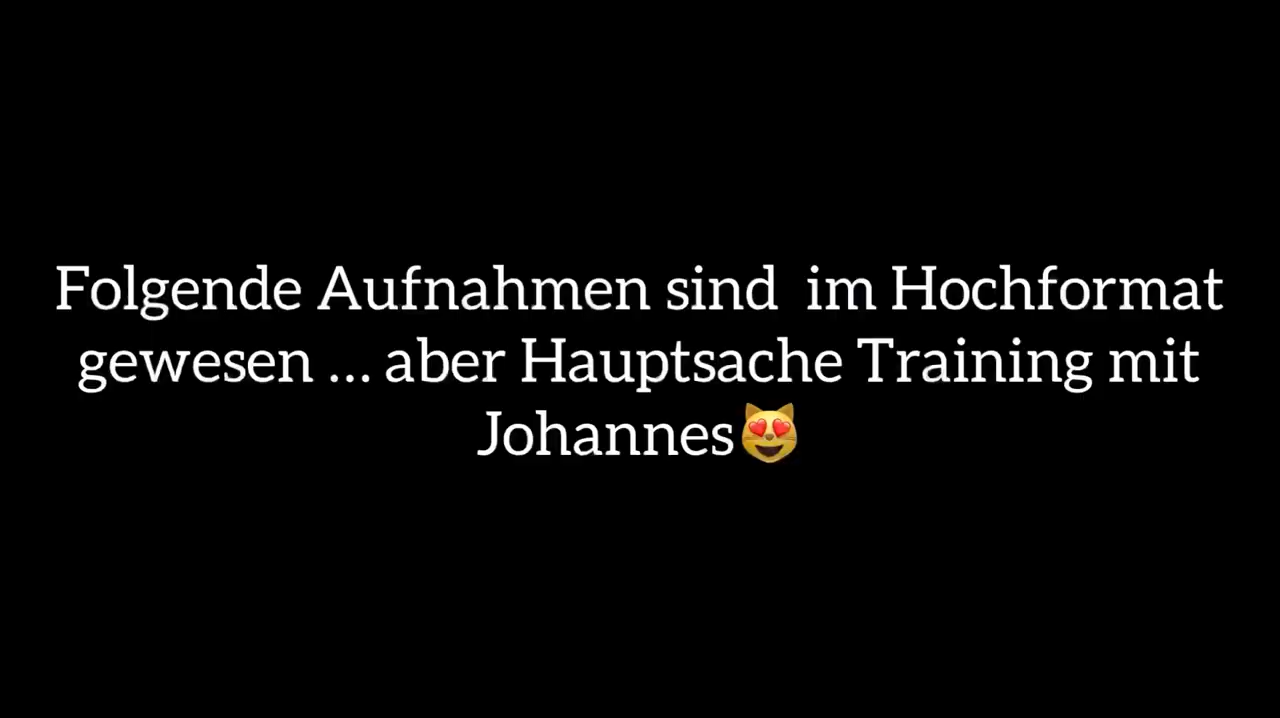 Folgende Aufnahmen sind  im Hochformat
gewesen ... aber Hauptsache Training mit
Johannes😻